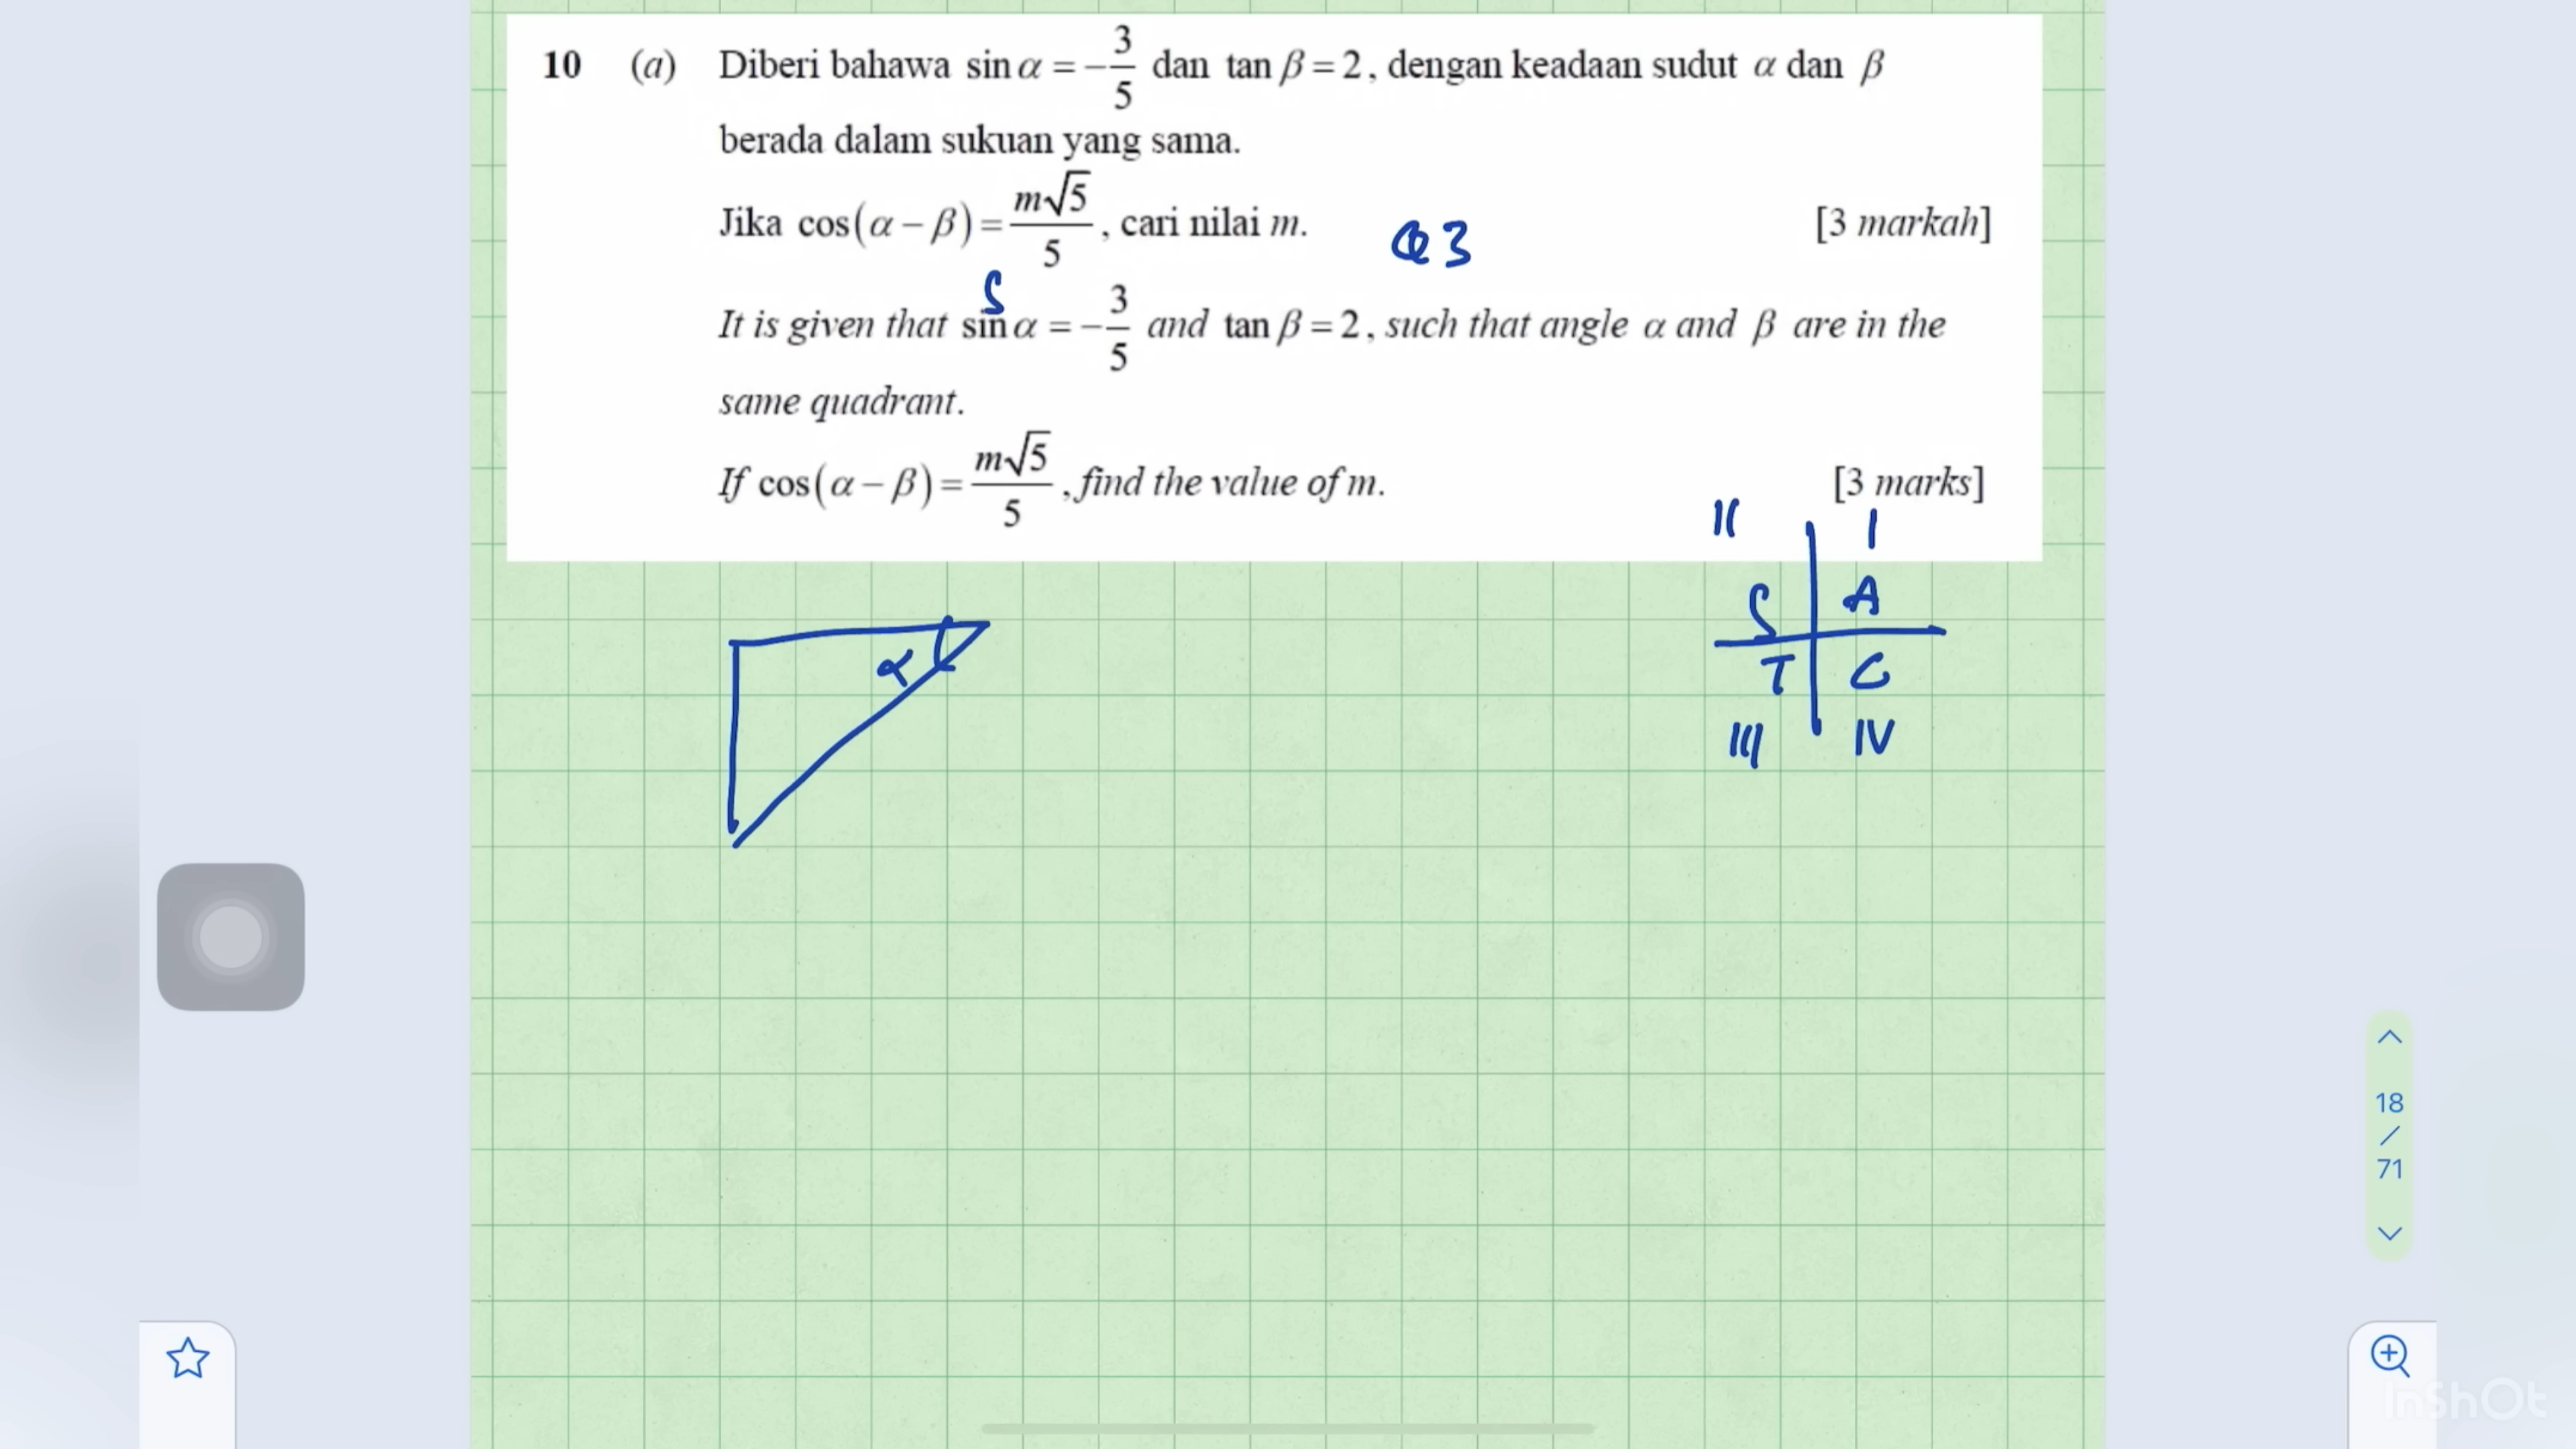 10 (a) Diberi bahawa sin α = −3/5 dan tan β = 2, dengan keadaan sudut α dan β
berada dalam sukuan yang sama.
Jika cos(α − β) = m√5/5, cari nilai m. [3 markah]
Q3
S
It is given that sin α = −3/5 and tan β = 2, such that angle α and β are in the
same quadrant.
If cos(α − β) = m√5/5, find the value of m. [3 marks]
II I
S A
T C
III IV
α
18
/
71
InShOt